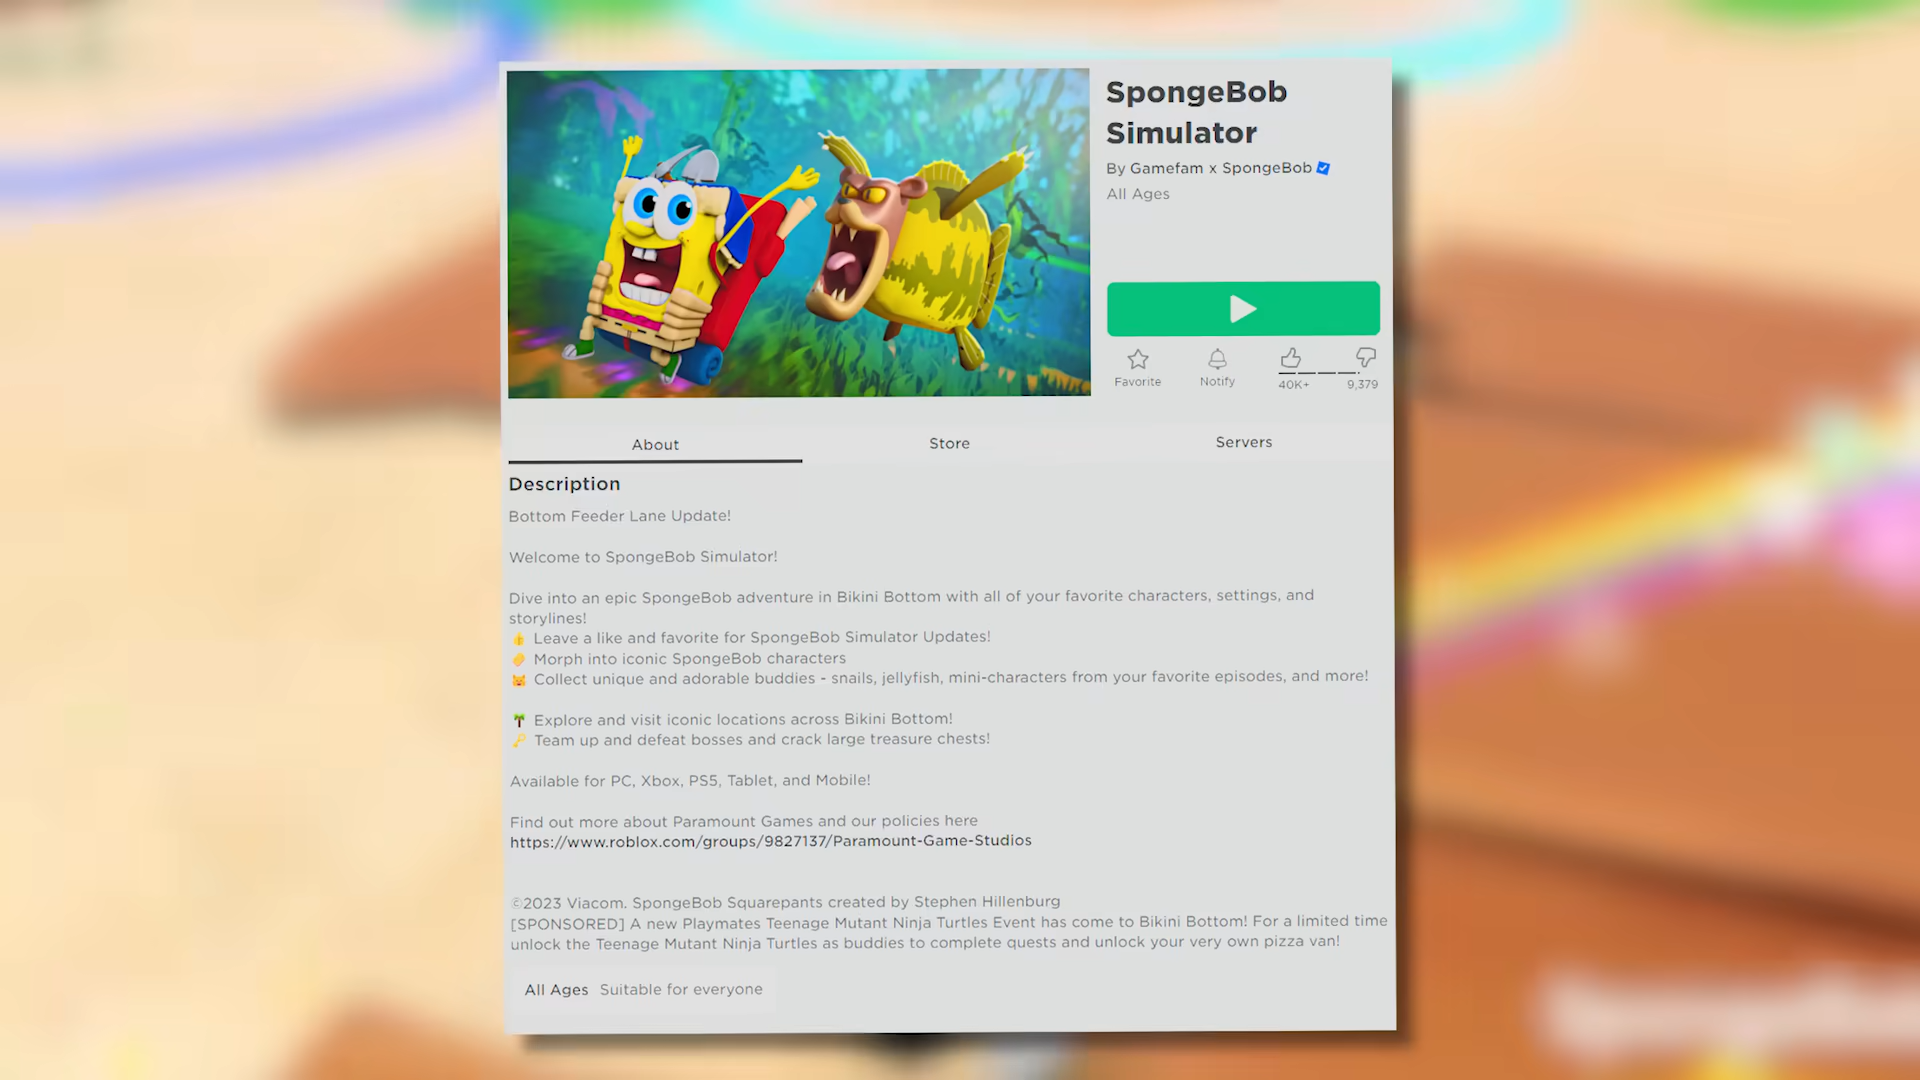 SpongeBob
Simulator
By Gamefam x SpongeBob
All Ages
Favorite
Notify
40K+
9,379
About
Store
Servers
Description
Bottom Feeder Lane Update!
Welcome to SpongeBob Simulator!
Dive into an epic SpongeBob adventure in Bikini Bottom with all of your favorite characters, settings, and
storylines!
👍 Leave a like and favorite for SpongeBob Simulator Updates!
Morph into iconic SpongeBob characters
Collect unique and adorable buddies - snails, jellyfish, mini-characters from your favorite episodes, and more!
🌴 Explore and visit iconic locations across Bikini Bottom!
🔑 Team up and defeat bosses and crack large treasure chests!
Available for PC, Xbox, PS5, Tablet, and Mobile!
Find out more about Paramount Games and our policies here
https://www.roblox.com/groups/9827137/Paramount-Game-Studios
©2023 Viacom. SpongeBob Squarepants created by Stephen Hillenburg
[SPONSORED] A new Playmates Teenage Mutant Ninja Turtles Event has come to Bikini Bottom! For a limited time
unlock the Teenage Mutant Ninja Turtles as buddies to complete quests and unlock your very own pizza van!
All Ages Suitable for everyone